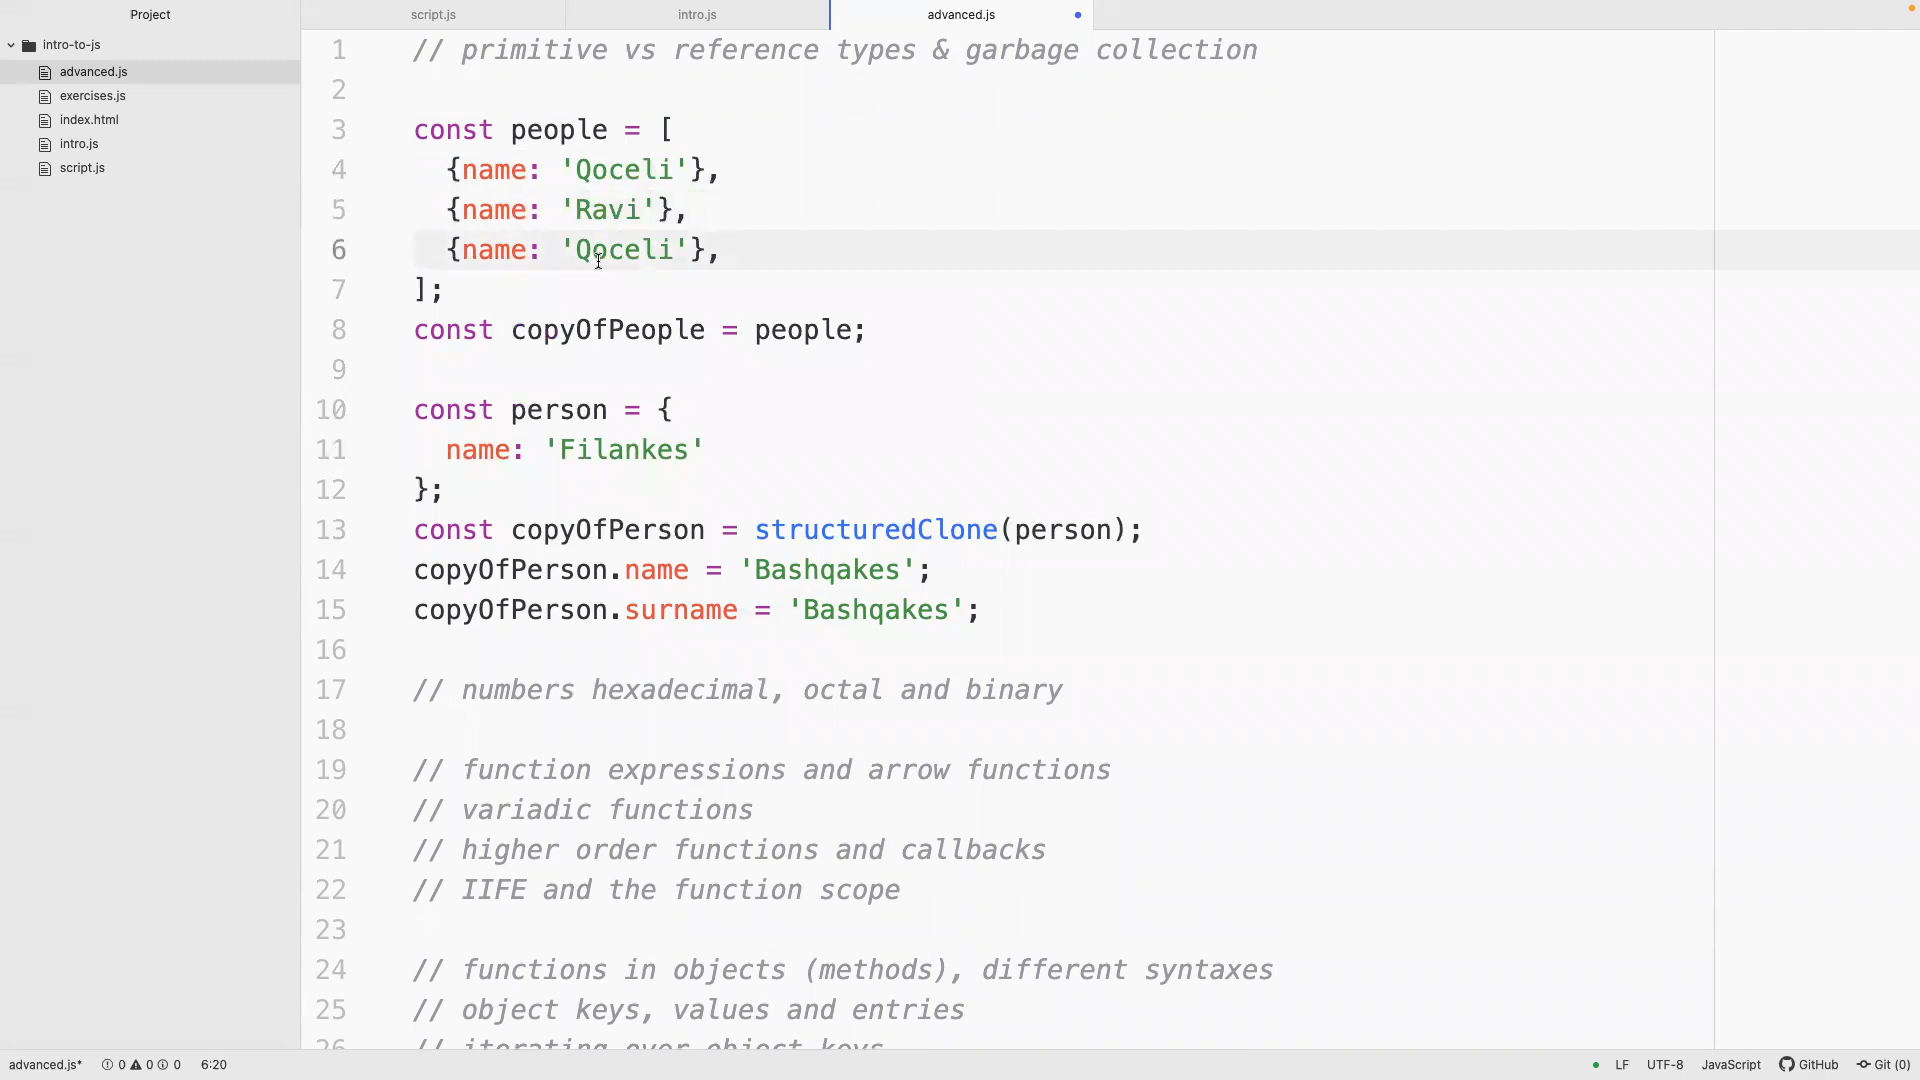 Project
script.js
intro.js
advanced.js
intro-to-js
advanced.js
exercises.js
index.html
intro.js
script.js
1 // primitive vs reference types & garbage collection
2
3 const people = [
4 {name: 'Qoceli'},
5 {name: 'Ravi'},
6 {name: 'Qoceli'},
7 ];
8 const copyOfPeople = people;
9
10 const person = {
11 name: 'Filankes'
12 };
13 const copyOfPerson = structuredClone(person);
14 copyOfPerson.name = 'Bashqakes';
15 copyOfPerson.surname = 'Bashqakes';
16
17 // numbers hexadecimal, octal and binary
18
19 // function expressions and arrow functions
20 // variadic functions
21 // higher order functions and callbacks
22 // IIFE and the function scope
23
24 // functions in objects (methods), different syntaxes
25 // object keys, values and entries
26 // iterating over object keys
advanced.js* 0 0 0 6:20 LF UTF-8 JavaScript GitHub Git (0)